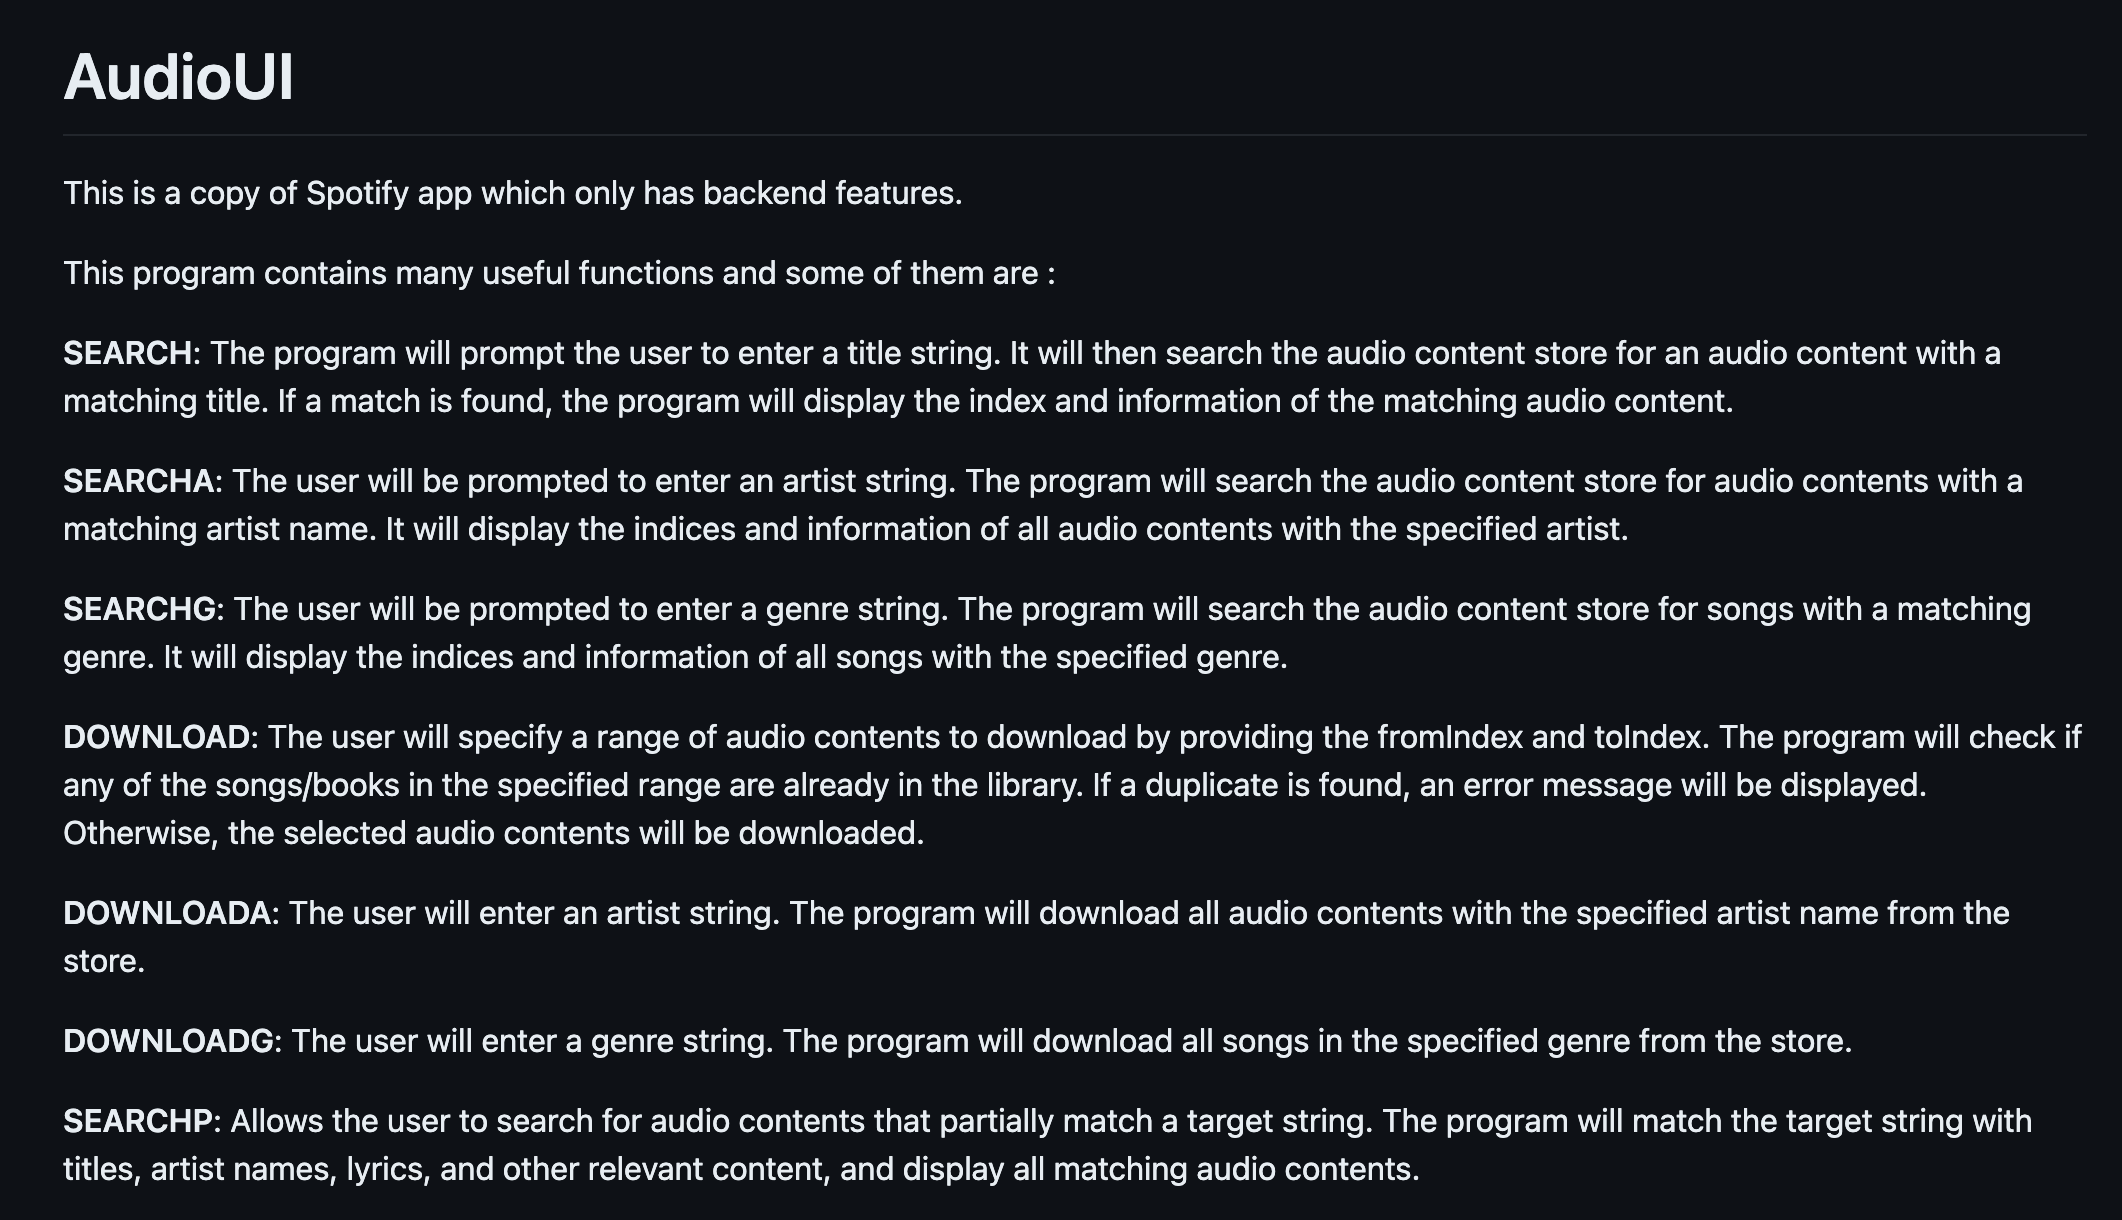 AudioUI
This is a copy of Spotify app which only has backend features.
This program contains many useful functions and some of them are :
SEARCH: The program will prompt the user to enter a title string. It will then search the audio content store for an audio content with a
matching title. If a match is found, the program will display the index and information of the matching audio content.
SEARCHA: The user will be prompted to enter an artist string. The program will search the audio content store for audio contents with a
matching artist name. It will display the indices and information of all audio contents with the specified artist.
SEARCHG: The user will be prompted to enter a genre string. The program will search the audio content store for songs with a matching
genre. It will display the indices and information of all songs with the specified genre.
DOWNLOAD: The user will specify a range of audio contents to download by providing the fromIndex and toIndex. The program will check if
any of the songs/books in the specified range are already in the library. If a duplicate is found, an error message will be displayed.
Otherwise, the selected audio contents will be downloaded.
DOWNLOADA: The user will enter an artist string. The program will download all audio contents with the specified artist name from the
store.
DOWNLOADG: The user will enter a genre string. The program will download all songs in the specified genre from the store.
SEARCHP: Allows the user to search for audio contents that partially match a target string. The program will match the target string with
titles, artist names, lyrics, and other relevant content, and display all matching audio contents.